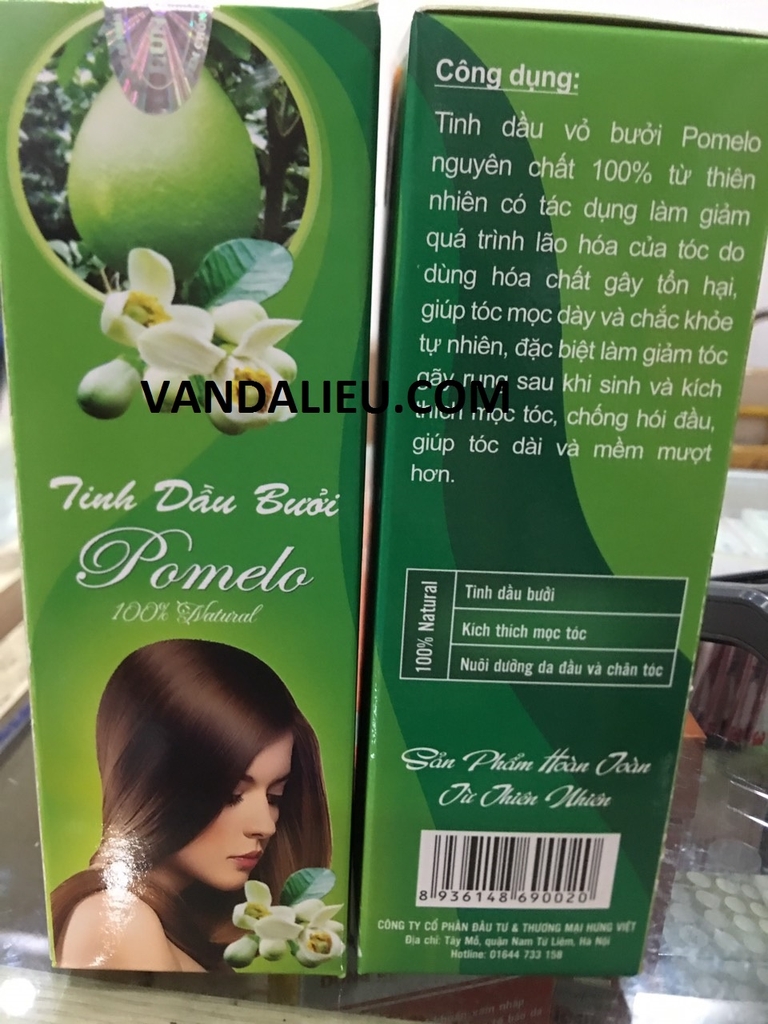 Tinh Dầu Bưởi
Pomelo
100% Natural
VANDALIEU.COM
Công dụng:
Tinh dầu vỏ bưởi Pomelo
nguyên chất 100% từ thiên
nhiên có tác dụng làm giảm
quá trình lão hóa của tóc do
dùng hóa chất gây tổn hại,
giúp tóc mọc dày và chắc khỏe
tự nhiên, đặc biệt làm giảm tóc
gãy rụng sau khi sinh và kích
thích mọc tóc, chống hói đầu,
giúp tóc dài và mềm mượt
hơn.
100% Natural
Tinh dầu bưởi
Kích thích mọc tóc
Nuôi dưỡng da đầu và chân tóc
Sản Phẩm Hoàn Toàn
Từ Thiên Nhiên
8 936148 690020
CÔNG TY CỔ PHẦN ĐẦU TƯ & THƯƠNG MẠI HƯNG VIỆT
Địa chỉ: Tây Mỗ, quận Nam Từ Liêm, Hà Nội
Hotline: 01644 733 158